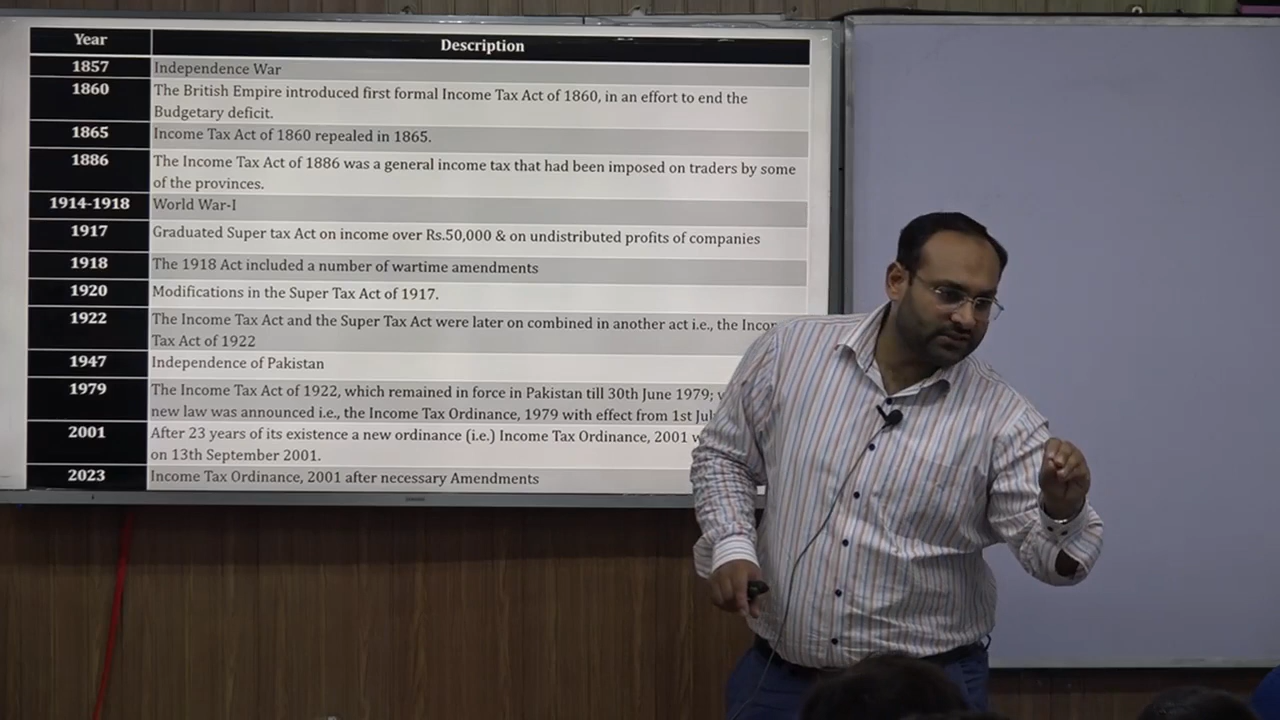 Year Description
1857 Independence War
1860 The British Empire introduced first formal Income Tax Act of 1860, in an effort to end the
Budgetary deficit.
1865 Income Tax Act of 1860 repealed in 1865.
1886 The Income Tax Act of 1886 was a general income tax that had been imposed on traders by some
of the provinces.
1914-1918 World War-I
1917 Graduated Super tax Act on income over Rs.50,000 & on undistributed profits of companies
1918 The 1918 Act included a number of wartime amendments
1920 Modifications in the Super Tax Act of 1917.
1922 The Income Tax Act and the Super Tax Act were later on combined in another act i.e., the
Tax Act of 1922
1947 Independence of Pakistan
1979 The Income Tax Act of 1922, which remained in force in Pakistan till 30th June 1979;
new law was announced i.e., the Income Tax Ordinance, 1979 with effect from 1st
2001 After 23 years of its existence a new ordinance (i.e.) Income Tax Ordinance, 2001
on 13th September 2001.
2023 Income Tax Ordinance, 2001 after necessary Amendments